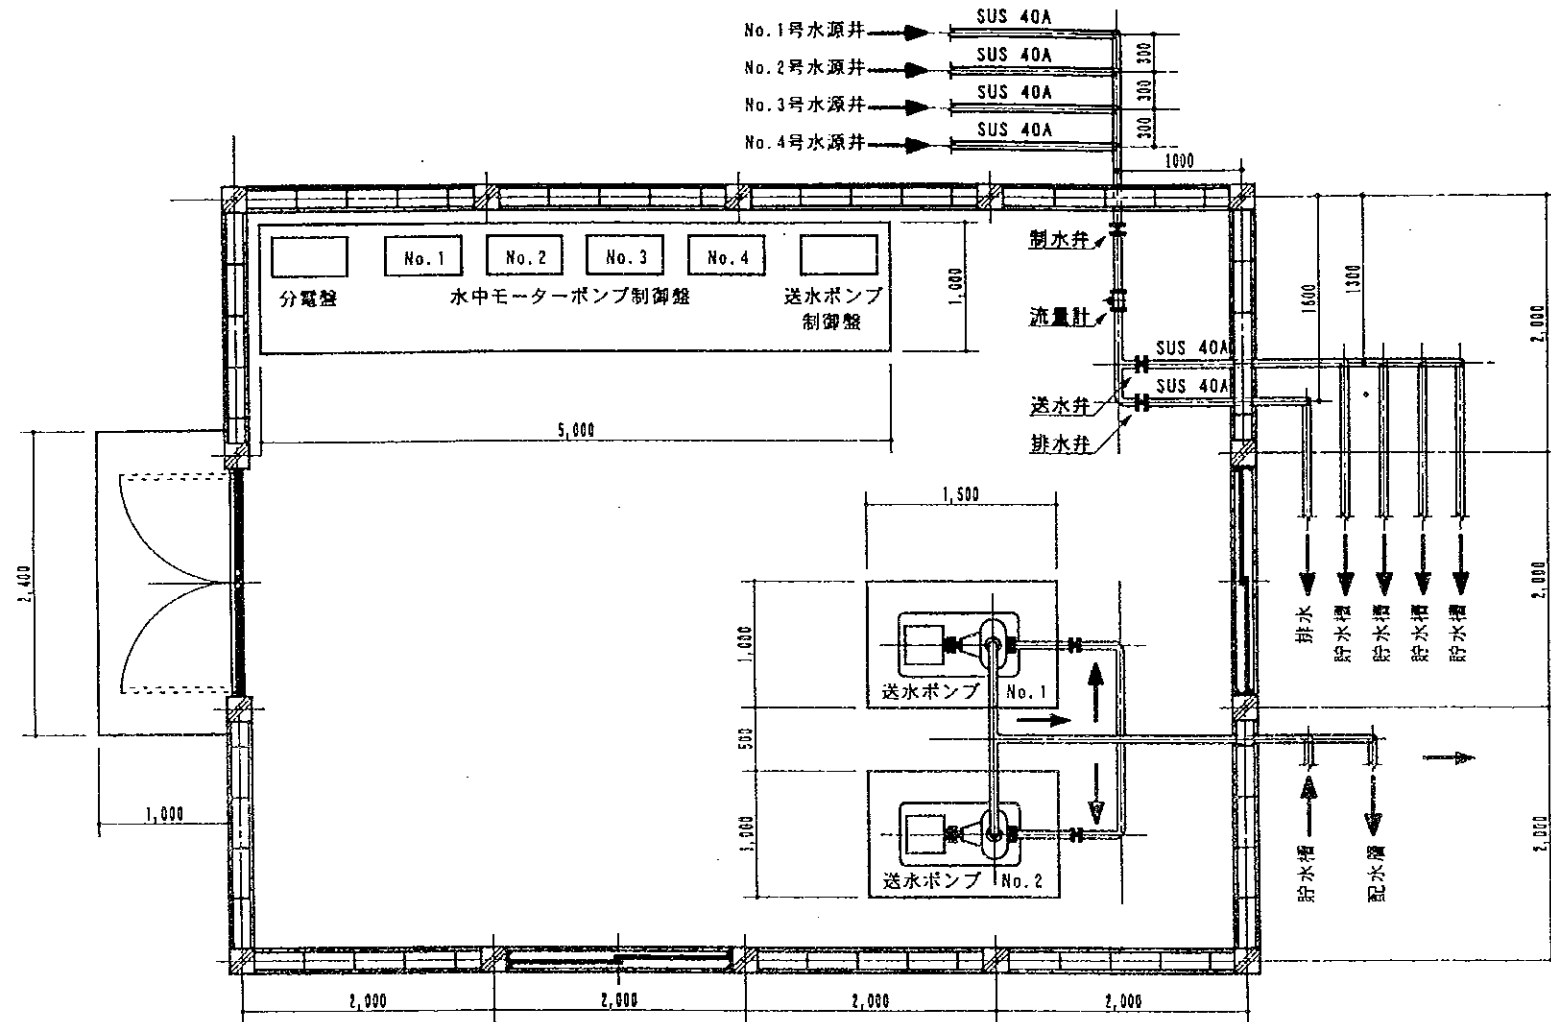 No.1号水源井
SUS 40A
No.2号水源井
SUS 40A
No.3号水源井
SUS 40A
No.4号水源井
SUS 40A
300
300
300
1000
分電盤
No.1
No.2
No.3
No.4
水中モーターポンプ制御盤
送水ポンプ
制御盤
1,000
5,000
制水弁
流量計
SUS 40A
送水弁
SUS 40A
排水弁
1600
1300
2,000
2,000
2,000
排水
貯水槽
貯水槽
貯水槽
貯水槽
2,400
1,000
1,500
1,000
500
1,000
送水ポンプ No.1
送水ポンプ No.2
貯水槽
配水層
2,000
2,000
2,000
2,000